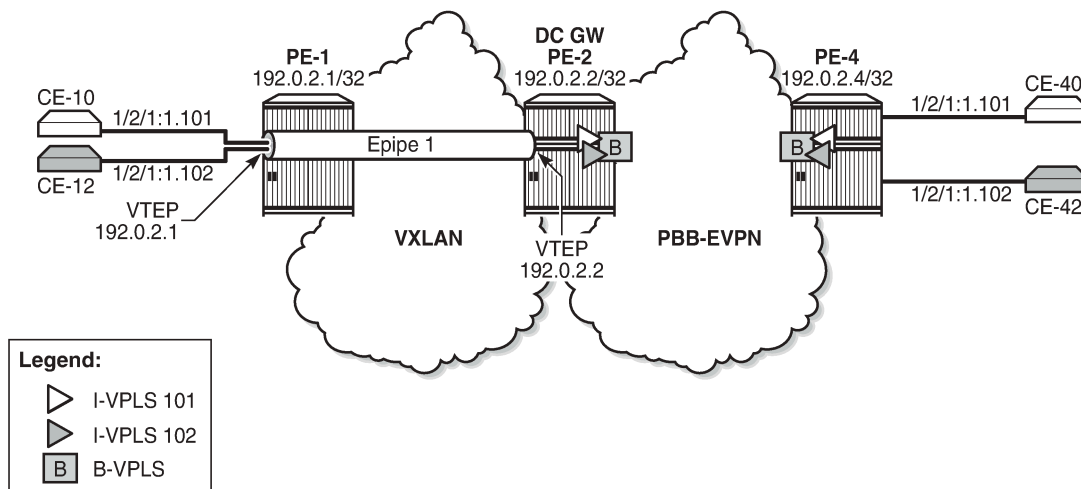 PE-1
192.0.2.1/32
DC GW
PE-2
192.0.2.2/32
PE-4
192.0.2.4/32
CE-10
1/2/1:1.101
CE-12
1/2/1:1.102
Epipe 1
B
B
1/2/1:1.101
CE-40
1/2/1:1.102
CE-42
VTEP
192.0.2.1
VXLAN
VTEP
192.0.2.2
PBB-EVPN
Legend:
I-VPLS 101
I-VPLS 102
B B-VPLS